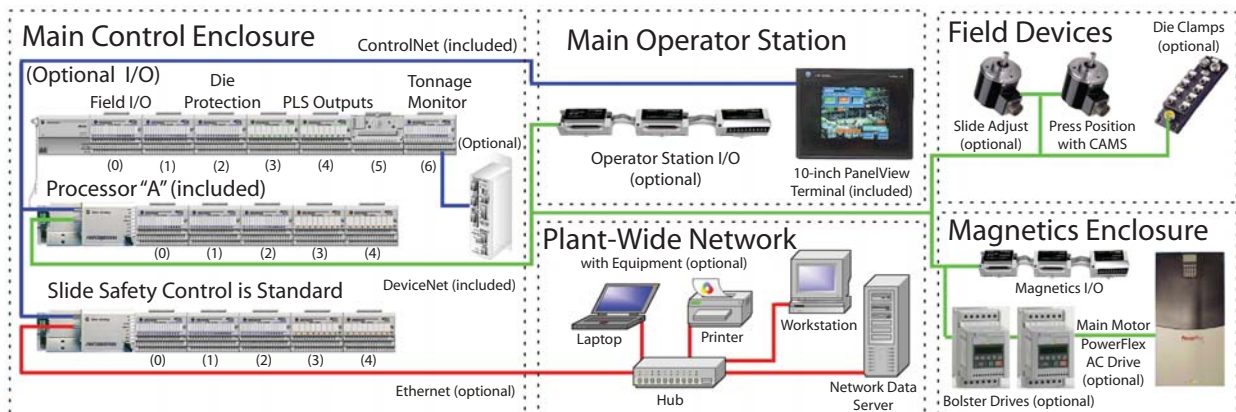 Main Control Enclosure
ControlNet (included)
(Optional I/O)
Field I/O
Die
Protection
PLS Outputs
Tonnage
Monitor
(0)
(1)
(2)
(3)
(4)
(5)
(6)
(Optional)
Processor “A” (included)
(0)
(1)
(2)
(3)
(4)
DeviceNet (included)
Slide Safety Control is Standard
(0)
(1)
(2)
(3)
(4)
Ethernet (optional)
Main Operator Station
Operator Station I/O
(optional)
10-inch PanelView
Terminal (included)
Plant-Wide Network
with Equipment (optional)
Laptop
Printer
Workstation
Hub
Network Data
Server
Field Devices
Die Clamps
(optional)
Slide Adjust
(optional)
Press Position
with CAMS
Magnetics Enclosure
Magnetics I/O
Main Motor
PowerFlex
AC Drive
(optional)
Bolster Drives (optional)
PowerFlex